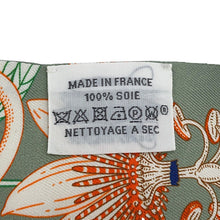 MADE IN FRANCE
100% SOIE
NETTOYAGE A SEC